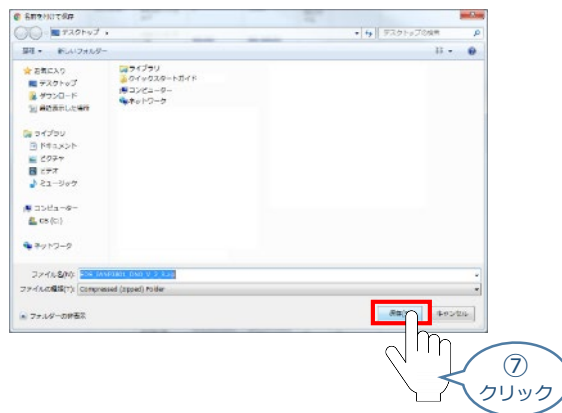 名前を付けて保存
デスクトップ
デスクトップの検索
整理
新しいフォルダー
お気に入り
デスクトップ
ダウンロード
最近表示した場所
ライブラリ
ドキュメント
ピクチャ
ビデオ
ミュージック
コンピューター
OS (C:)
ネットワーク
ライブラリ
クイックスタートガイド
コンピューター
ネットワーク
ファイル名(N):
ファイルの種類(T): Compressed (zipped) Folder
フォルダーの非表示
保存
キャンセル
⑦
クリック